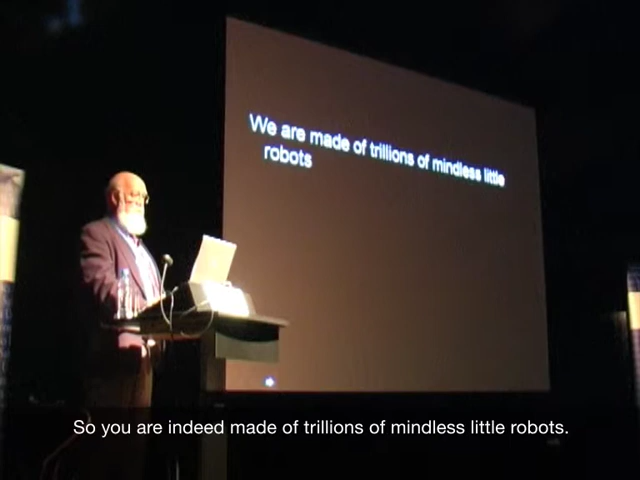 We are made of trillions of mindless little
robots
So you are indeed made of trillions of mindless little robots.